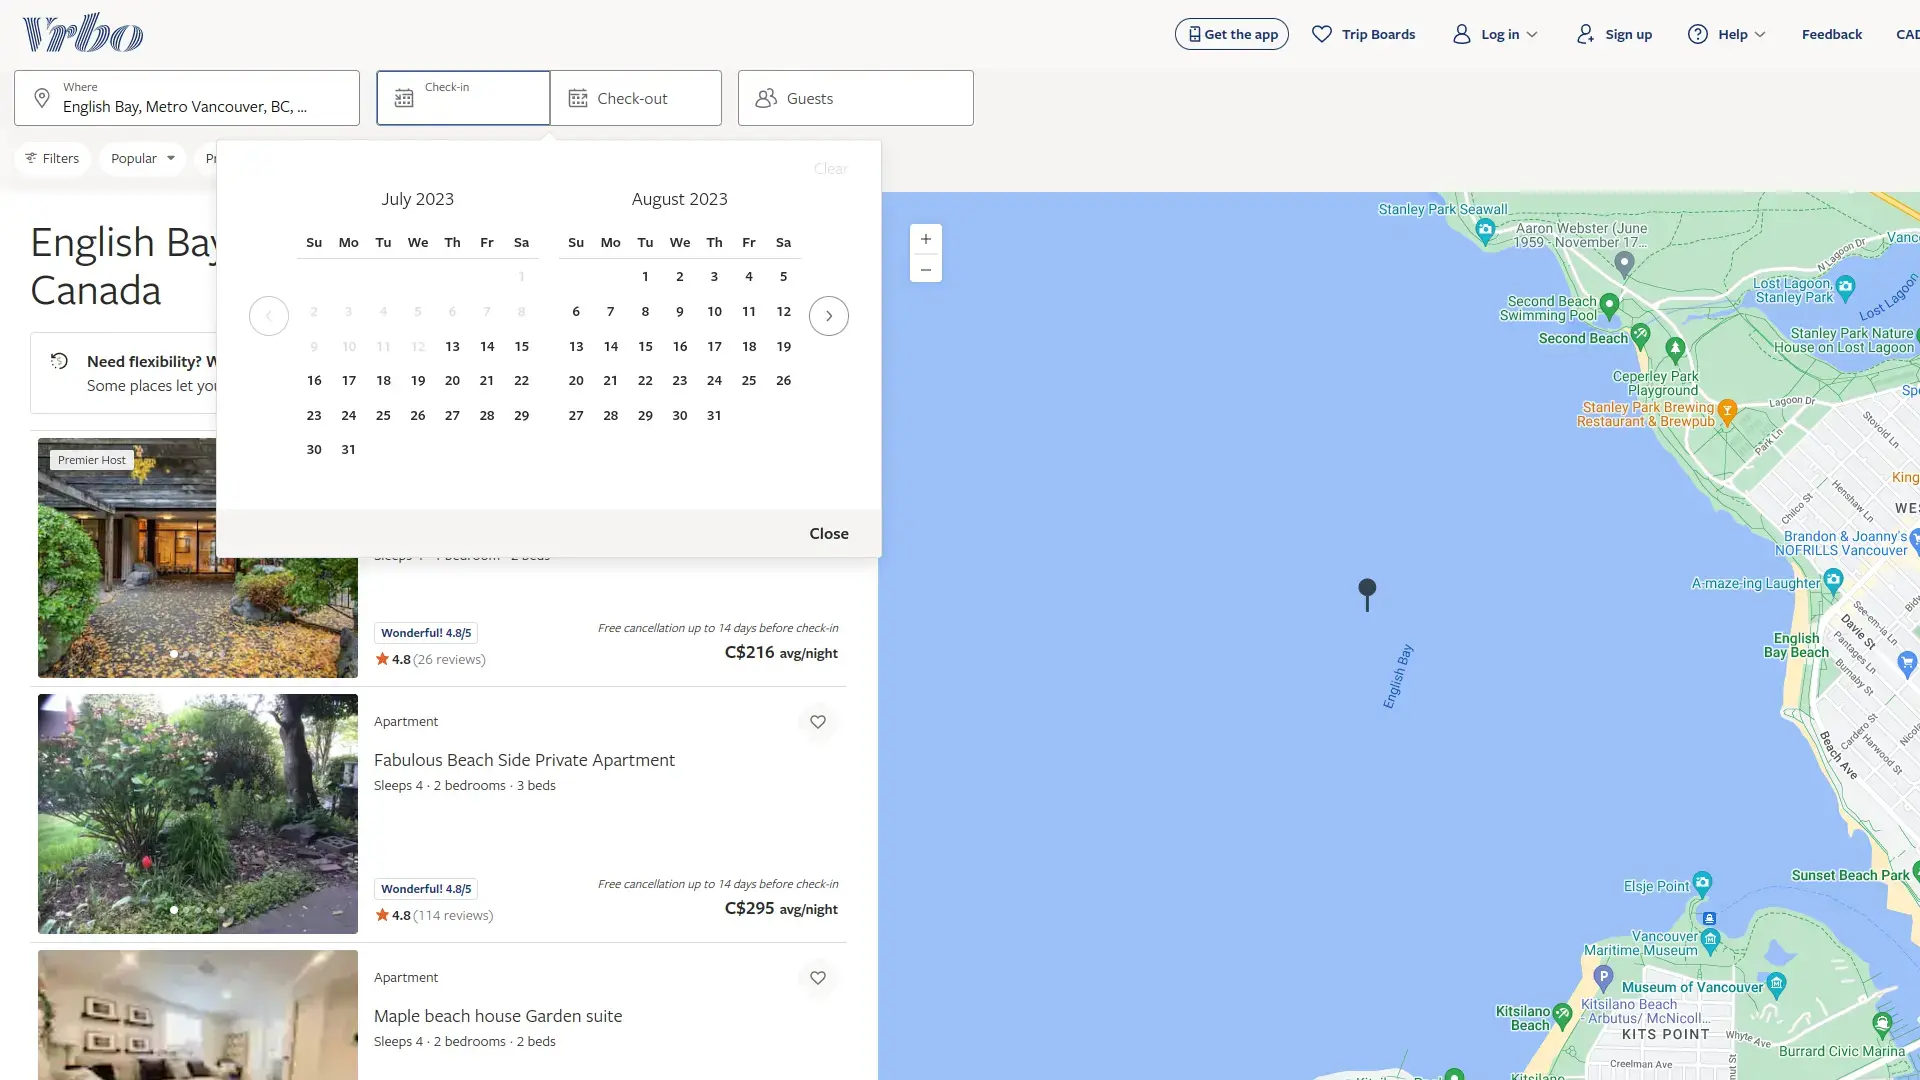 Vrbo
Get the app
Trip Boards
Log in
Sign up
Help
Feedback
Where
English Bay, Metro Vancouver, BC, ...
Check-in
Check-out
Guests
Filters
Popular
Clear
July 2023
Su Mo Tu We Th Fr Sa
1
2 3 4 5 6 7 8
9 10 11 12 13 14 15
16 17 18 19 20 21 22
23 24 25 26 27 28 29
30 31
August 2023
Su Mo Tu We Th Fr Sa
1 2 3 4 5
6 7 8 9 10 11 12
13 14 15 16 17 18 19
20 21 22 23 24 25 26
27 28 29 30 31
Close
English Bay
Canada
Need flexibility?
Some places let you
Premier Host
Wonderful! 4.8/5
4.8 (26 reviews)
Free cancellation up to 14 days before check-in
C$216 avg/night
Apartment
Fabulous Beach Side Private Apartment
Sleeps 4 · 2 bedrooms · 3 beds
Wonderful! 4.8/5
4.8 (114 reviews)
Free cancellation up to 14 days before check-in
C$295 avg/night
Apartment
Maple beach house Garden suite
Sleeps 4 · 2 bedrooms · 2 beds
Stanley Park Seawall
Aaron Webster (June
1959 - November 17...
N Lagoon Dr
Lost Lagoon,
Stanley Park
Lost Lagoon
Second Beach
Swimming Pool
Second Beach
Stanley Park Nature
House on Lost Lagoon
Ceperley Park
Playground
Stanley Park Brewing
Restaurant & Brewpub
Lagoon Dr
Park Ln
Stovold Ln
Chilco St
Henshaw Ln
King
WES
Brandon & Joanny's
NOFRILLS Vancouver
A-maze-ing Laughter
See-em-ia Ln
Davie St
Pantages Ln
Burnaby St
English
Bay Beach
English Bay
Beach Ave
Cardero St
Harwood St
Sunset Beach Park
Elsje Point
Vancouver
Maritime Museum
P
Museum of Vancouver
Kitsilano Beach
- Arbutus/ McNicoll...
Kitsilano
Beach
KITS POINT
Whyte Ave
Creelman Ave
Burrard Civic Marina